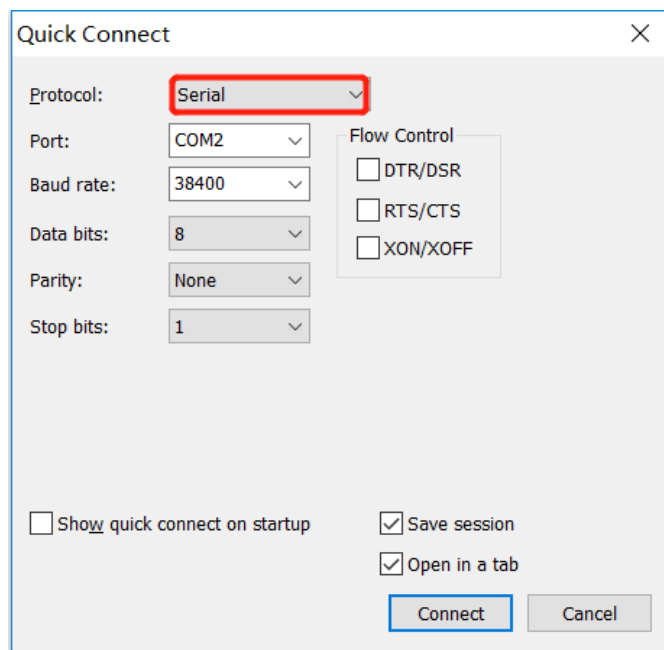 Quick Connect
Protocol: Serial
Port: COM2
Flow Control
Baud rate: 38400
DTR/DSR
RTS/CTS
Data bits: 8
XON/XOFF
Parity: None
Stop bits: 1
Show quick connect on startup
Save session
Open in a tab
Connect
Cancel